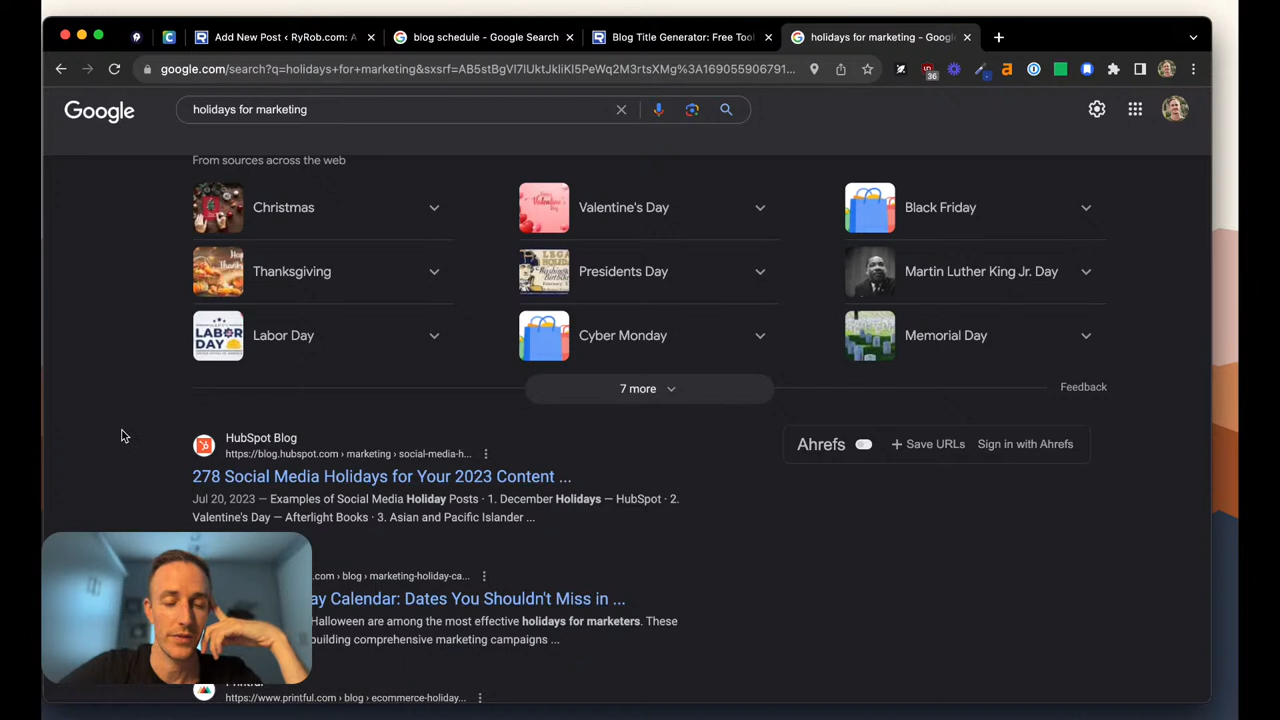 Add New Post ‹ RyRob.com: A
blog schedule - Google Search
Blog Title Generator: Free Tool
holidays for marketing - Google
google.com/search?q=holidays+for+marketing&sxsrf=AB5stBgVl7lUktJkliKI5PeWq2M3rtsXMg%3A169055906791...
36
Google
holidays for marketing
From sources across the web
Christmas
Valentine's Day
Black Friday
Thanksgiving
Presidents Day
Martin Luther King Jr. Day
LABOR
DAY
Labor Day
Cyber Monday
Memorial Day
7 more
Feedback
HubSpot Blog
https://blog.hubspot.com › marketing › social-media-h...
278 Social Media Holidays for Your 2023 Content ...
Jul 20, 2023 — Examples of Social Media Holiday Posts · 1. December Holidays — HubSpot · 2.
Valentine's Day — Afterlight Books · 3. Asian and Pacific Islander ...
Ahrefs
+ Save URLs
Sign in with Ahrefs
.com › blog › marketing-holiday-ca...
ay Calendar: Dates You Shouldn't Miss in ...
Halloween are among the most effective holidays for marketers. These
building comprehensive marketing campaigns ...
https://www.printful.com › blog › ecommerce-holiday...